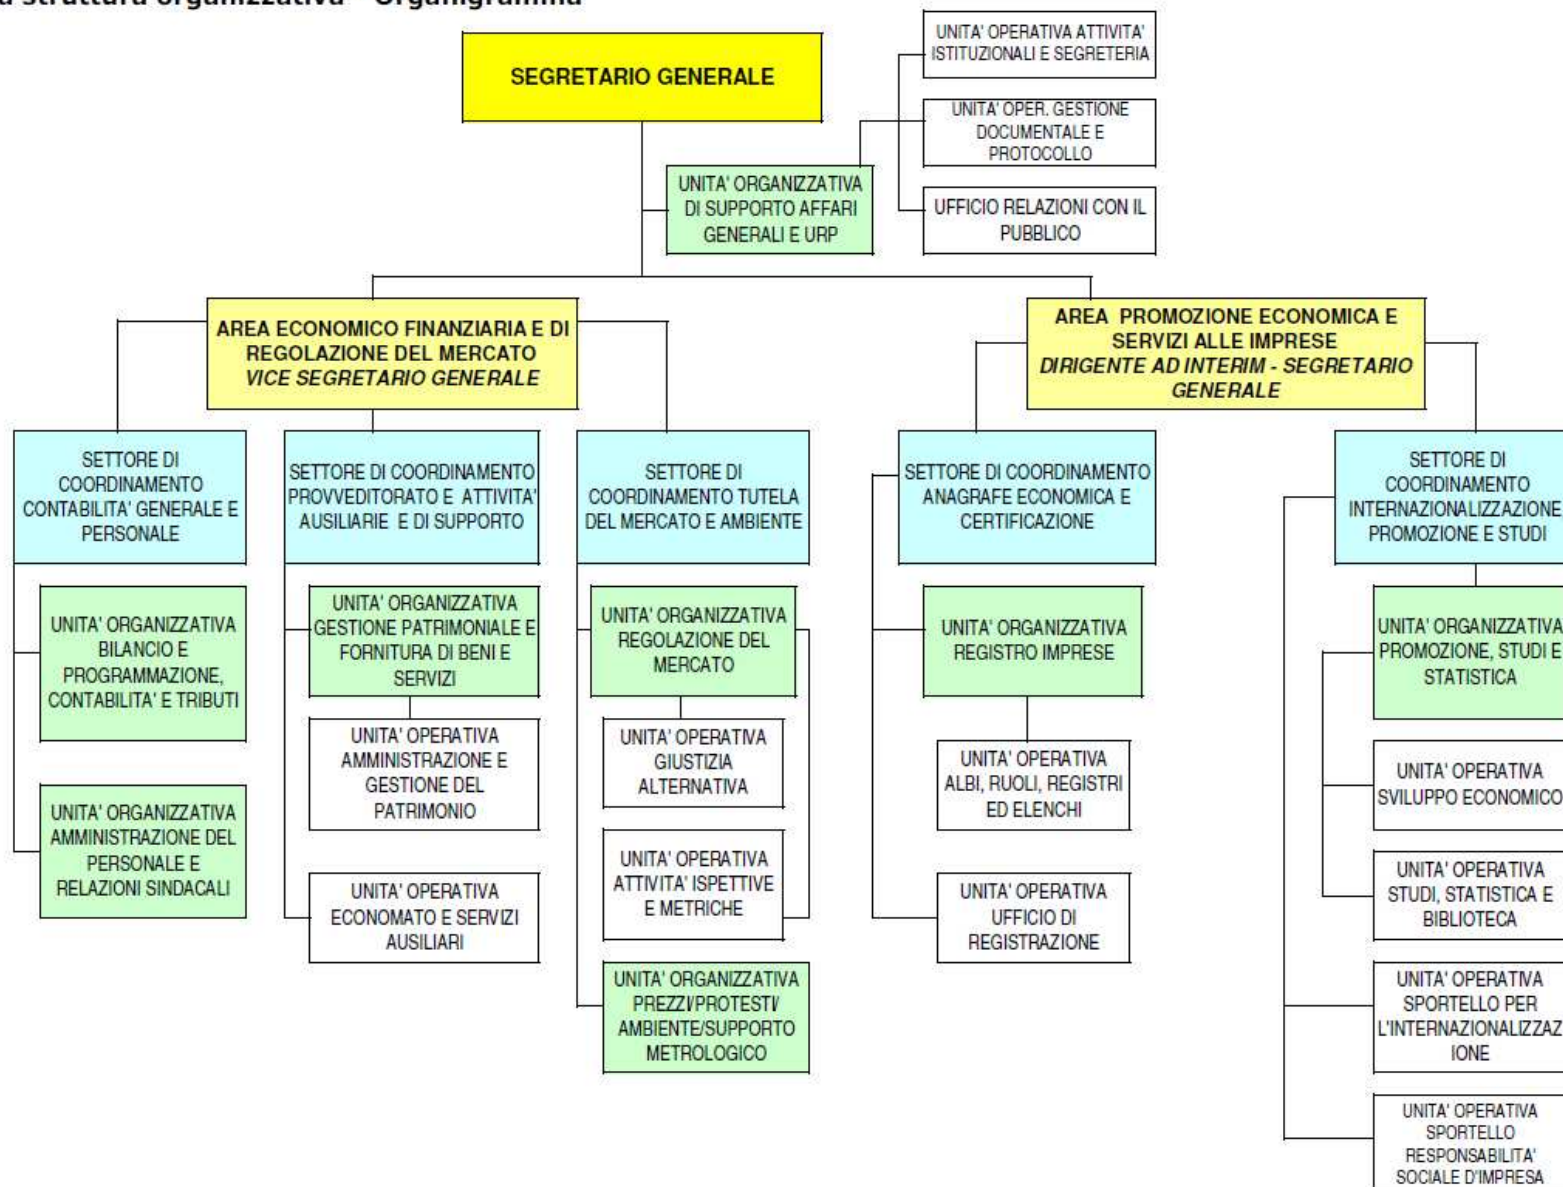 a struttura organizzativa - Organigramma
SEGRETARIO GENERALE
UNITA' OPERATIVA ATTIVITA'
ISTITUZIONALI E SEGRETERIA
UNITA' OPER. GESTIONE
DOCUMENTALE E
PROTOCOLLO
UFFICIO RELAZIONI CON IL
PUBBLICO
UNITA' ORGANIZZATIVA
DI SUPPORTO AFFARI
GENERALI E URP
AREA ECONOMICO FINANZIARIA E DI
REGOLAZIONE DEL MERCATO
VICE SEGRETARIO GENERALE
AREA PROMOZIONE ECONOMICA E
SERVIZI ALLE IMPRESE
DIRIGENTE AD INTERIM - SEGRETARIO
GENERALE
SETTORE DI
COORDINAMENTO
CONTABILITA' GENERALE E
PERSONALE
SETTORE DI COORDINAMENTO
PROVVEDITORATO E ATTIVITA'
AUSILIARIE E DI SUPPORTO
SETTORE DI
COORDINAMENTO TUTELA
DEL MERCATO E AMBIENTE
SETTORE DI COORDINAMENTO
ANAGRAFE ECONOMICA E
CERTIFICAZIONE
SETTORE DI
COORDINAMENTO
INTERNAZIONALIZZAZIONE
PROMOZIONE E STUDI
UNITA' ORGANIZZATIVA
BILANCIO E
PROGRAMMAZIONE,
CONTABILITA' E TRIBUTI
UNITA' ORGANIZZATIVA
AMMINISTRAZIONE DEL
PERSONALE E
RELAZIONI SINDACALI
UNITA' ORGANIZZATIVA
GESTIONE PATRIMONIALE E
FORNITURA DI BENI E
SERVIZI
UNITA' OPERATIVA
AMMINISTRAZIONE E
GESTIONE DEL
PATRIMONIO
UNITA' OPERATIVA
ECONOMATO E SERVIZI
AUSILIARI
UNITA' ORGANIZZATIVA
REGOLAZIONE DEL
MERCATO
UNITA' OPERATIVA
GIUSTIZIA
ALTERNATIVA
UNITA' OPERATIVA
ATTIVITA' ISPETTIVE
E METRICHE
UNITA' ORGANIZZATIVA
PREZZI/PROTESTI/
AMBIENTE/SUPPORTO
METROLOGICO
UNITA' ORGANIZZATIVA
REGISTRO IMPRESE
UNITA' OPERATIVA
ALBI, RUOLI, REGISTRI
ED ELENCHI
UNITA' OPERATIVA
UFFICIO DI
REGISTRAZIONE
UNITA' ORGANIZZATIVA
PROMOZIONE, STUDI E
STATISTICA
UNITA' OPERATIVA
SVILUPPO ECONOMICO
UNITA' OPERATIVA
STUDI, STATISTICA E
BIBLIOTECA
UNITA' OPERATIVA
SPORTELLO PER
L'INTERNAZIONALIZZAZ
IONE
UNITA' OPERATIVA
SPORTELLO
RESPONSABILITA'
SOCIALE D'IMPRESA